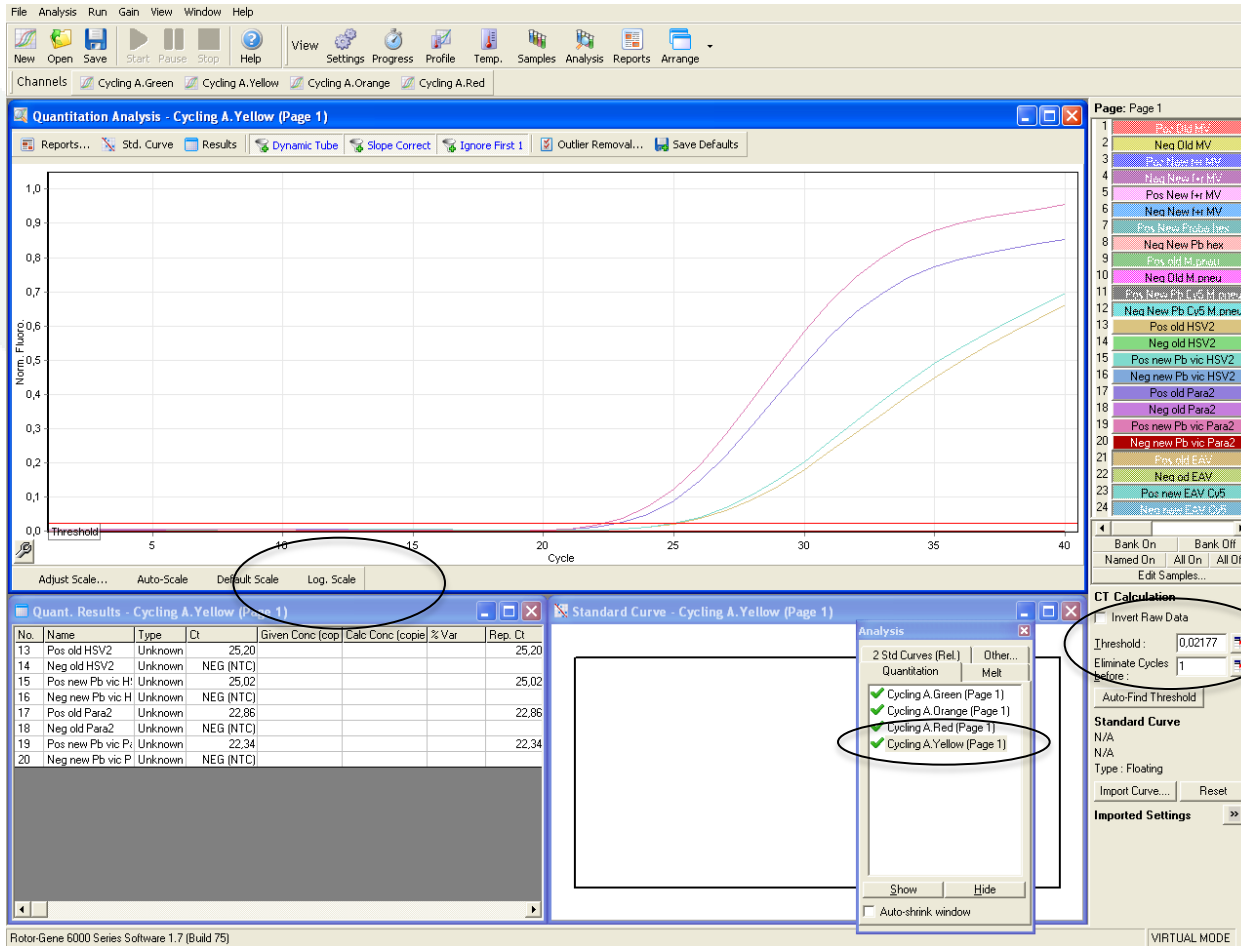 File Analysis Run Gain View Window Help
New Open Save Start Pause Stop Help View Settings Progress Profile Temp. Samples Analysis Reports Arrange
Channels Cycling A.Green Cycling A.Yellow Cycling A.Orange Cycling A.Red
Quantitation Analysis - Cycling A.Yellow (Page 1)
Reports... Std. Curve Results Dynamic Tube Slope Correct Ignore First 1 Outlier Removal... Save Defaults
1,0
0,9
0,8
0,7
0,6
0,5
0,4
0,3
0,2
0,1
0,0
Norm. Fluoro.
Threshold
5 10 15 20 25 30 35 40
Cycle
Adjust Scale... Auto-Scale Default Scale Log. Scale
Page: Page 1
1 Pos Old MV
2 Neg Old MV
3 Pos New f+r MV
4 Neg New f+r MV
5 Pos New f+r MV
6 Neg New f+r MV
7 Pos New Probe hex
8 Neg New Pb hex
9 Pos old M.pneu
10 Neg Old M pneu
11 Pos New Pb Cy5 M pneu
12 Neg New Pb Cy5 M.pneu
13 Pos old HSV2
14 Neg old HSV2
15 Pos new Pb vic HSV2
16 Neg new Pb vic HSV2
17 Pos old Para2
18 Neg old Para2
19 Pos new Pb vic Para2
20 Neg new Pb vic Para2
21 Pos old EAV
22 Neg od EAV
23 Pos new EAV Cy5
24 Neg new EAV Cy5
Bank On Bank Off
Named On All On All Of
Edit Samples...
CT Calculation
Invert Raw Data
Threshold : 0,02177
Eliminate Cycles before : 1
Auto-Find Threshold
Standard Curve
N/A
N/A
Type : Floating
Import Curve.... Reset
Imported Settings >>
Quant. Results - Cycling A.Yellow (Page 1)
No. Name Type Ct Given Conc (cop Calc Conc (copie % Var Rep. Ct
13 Pos old HSV2 Unknown 25,20 25,20
14 Neg old HSV2 Unknown NEG (NTC)
15 Pos new Pb vic H Unknown 25,02 25,02
16 Neg new Pb vic H Unknown NEG (NTC)
17 Pos old Para2 Unknown 22,86 22,86
18 Neg old Para2 Unknown NEG (NTC)
19 Pos new Pb vic Pa Unknown 22,34 22,34
20 Neg new Pb vic P Unknown NEG (NTC)
Standard Curve - Cycling A.Yellow (Page 1)
Analysis
2 Std Curves (Rel.) Other...
Quantitation Melt
Cycling A.Green (Page 1)
Cycling A.Orange (Page 1)
Cycling A.Red (Page 1)
Cycling A.Yellow (Page 1)
Show Hide
Auto-shrink window
Rotor-Gene 6000 Series Software 1.7 (Build 75) VIRTUAL MODE